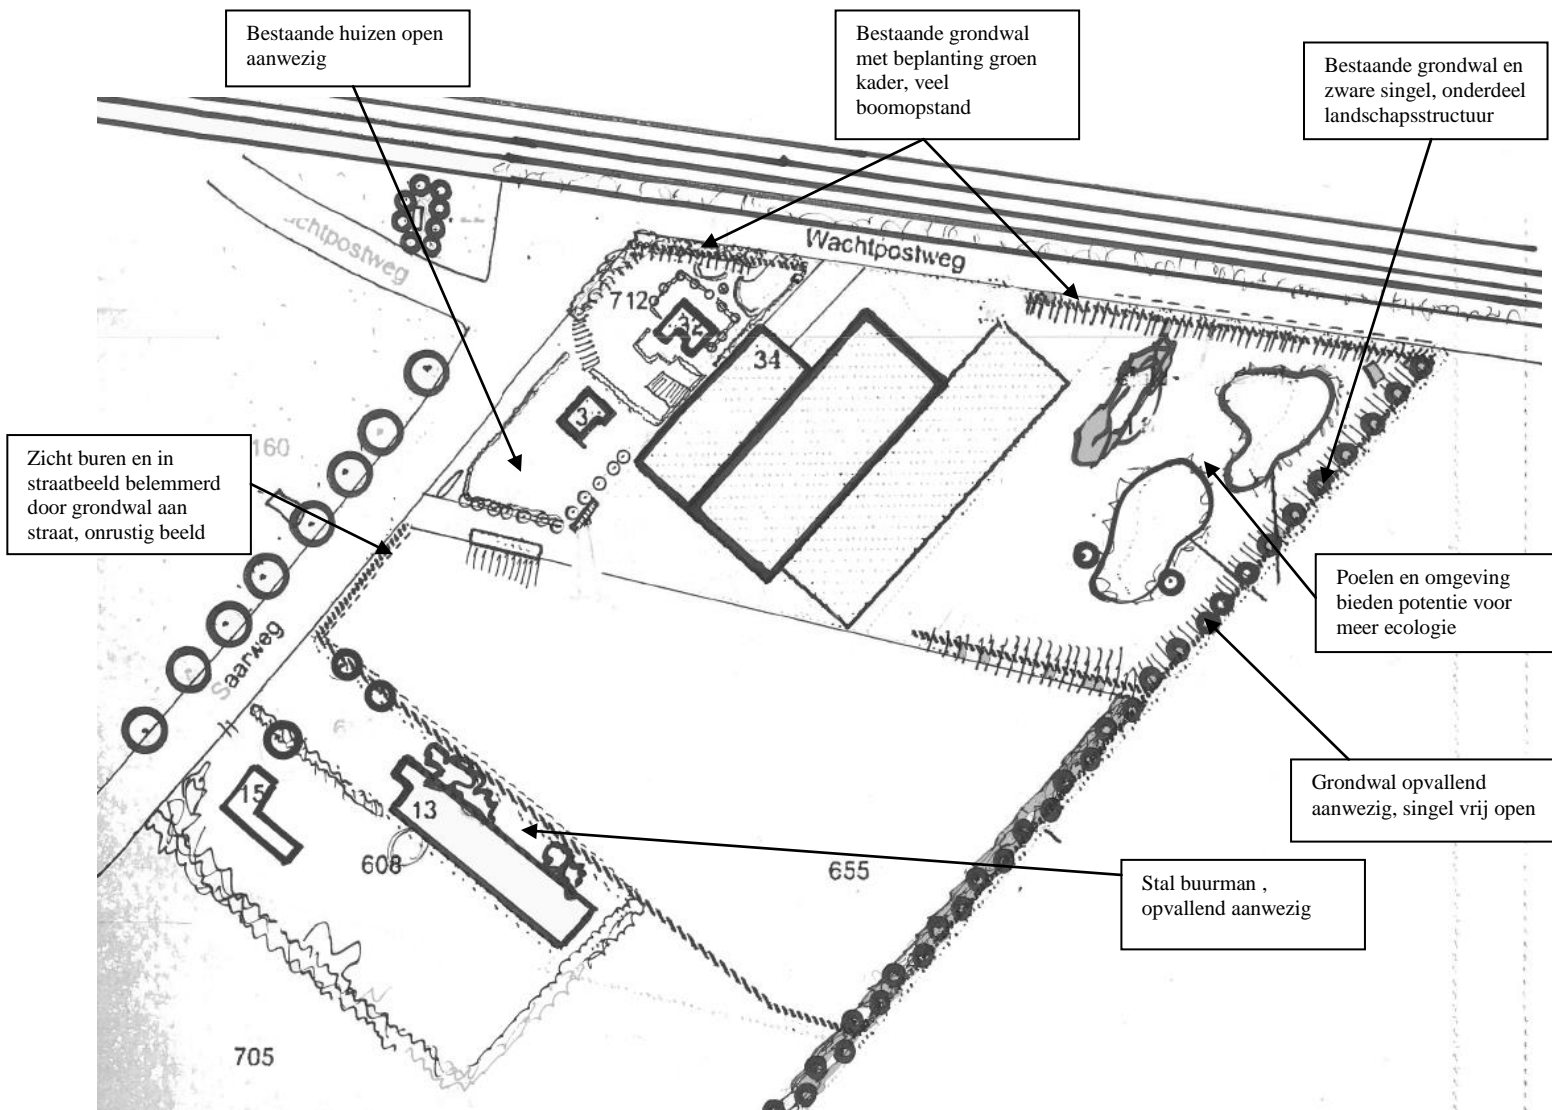 Bestaande huizen open
aanwezig
Bestaande grondwal
met beplanting groen
kader, veel
boomopstand
Bestaande grondwal en
zware singel, onderdeel
landschapsstructuur
chtpostweg
Wachtpostweg
712
34
3
160
Zicht buren en in
straatbeeld belemmerd
door grondwal aan
straat, onrustig beeld
Poelen en omgeving
bieden potentie voor
meer ecologie
Saarweg
6
15
13
608
655
Grondwal opvallend
aanwezig, singel vrij open
Stal buurman ,
opvallend aanwezig
705